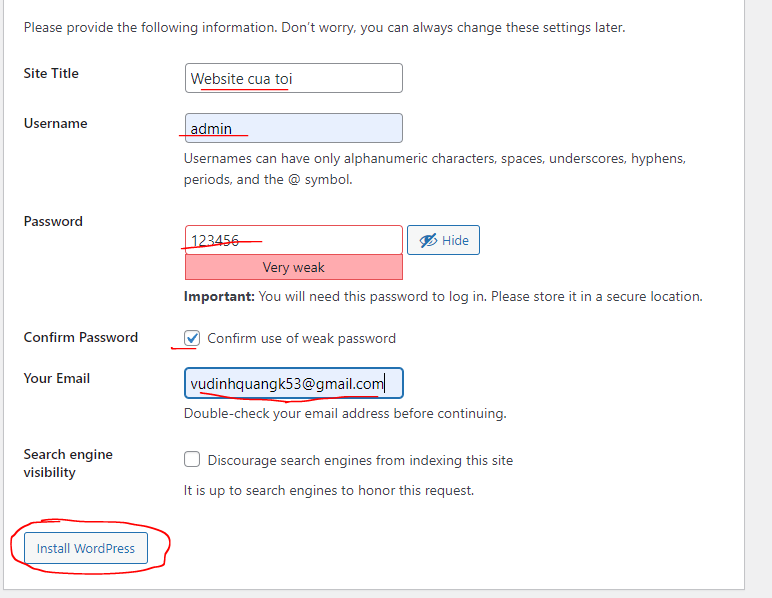 Please provide the following information. Don't worry, you can always change these settings later.
Site Title
Website cua toi
Username
admin
Usernames can have only alphanumeric characters, spaces, underscores, hyphens,
periods, and the @ symbol.
Password
123456
Hide
Very weak
Important: You will need this password to log in. Please store it in a secure location.
Confirm Password
Confirm use of weak password
Your Email
vudinhquangk53@gmail.com
Double-check your email address before continuing.
Search engine
visibility
Discourage search engines from indexing this site
It is up to search engines to honor this request.
Install WordPress